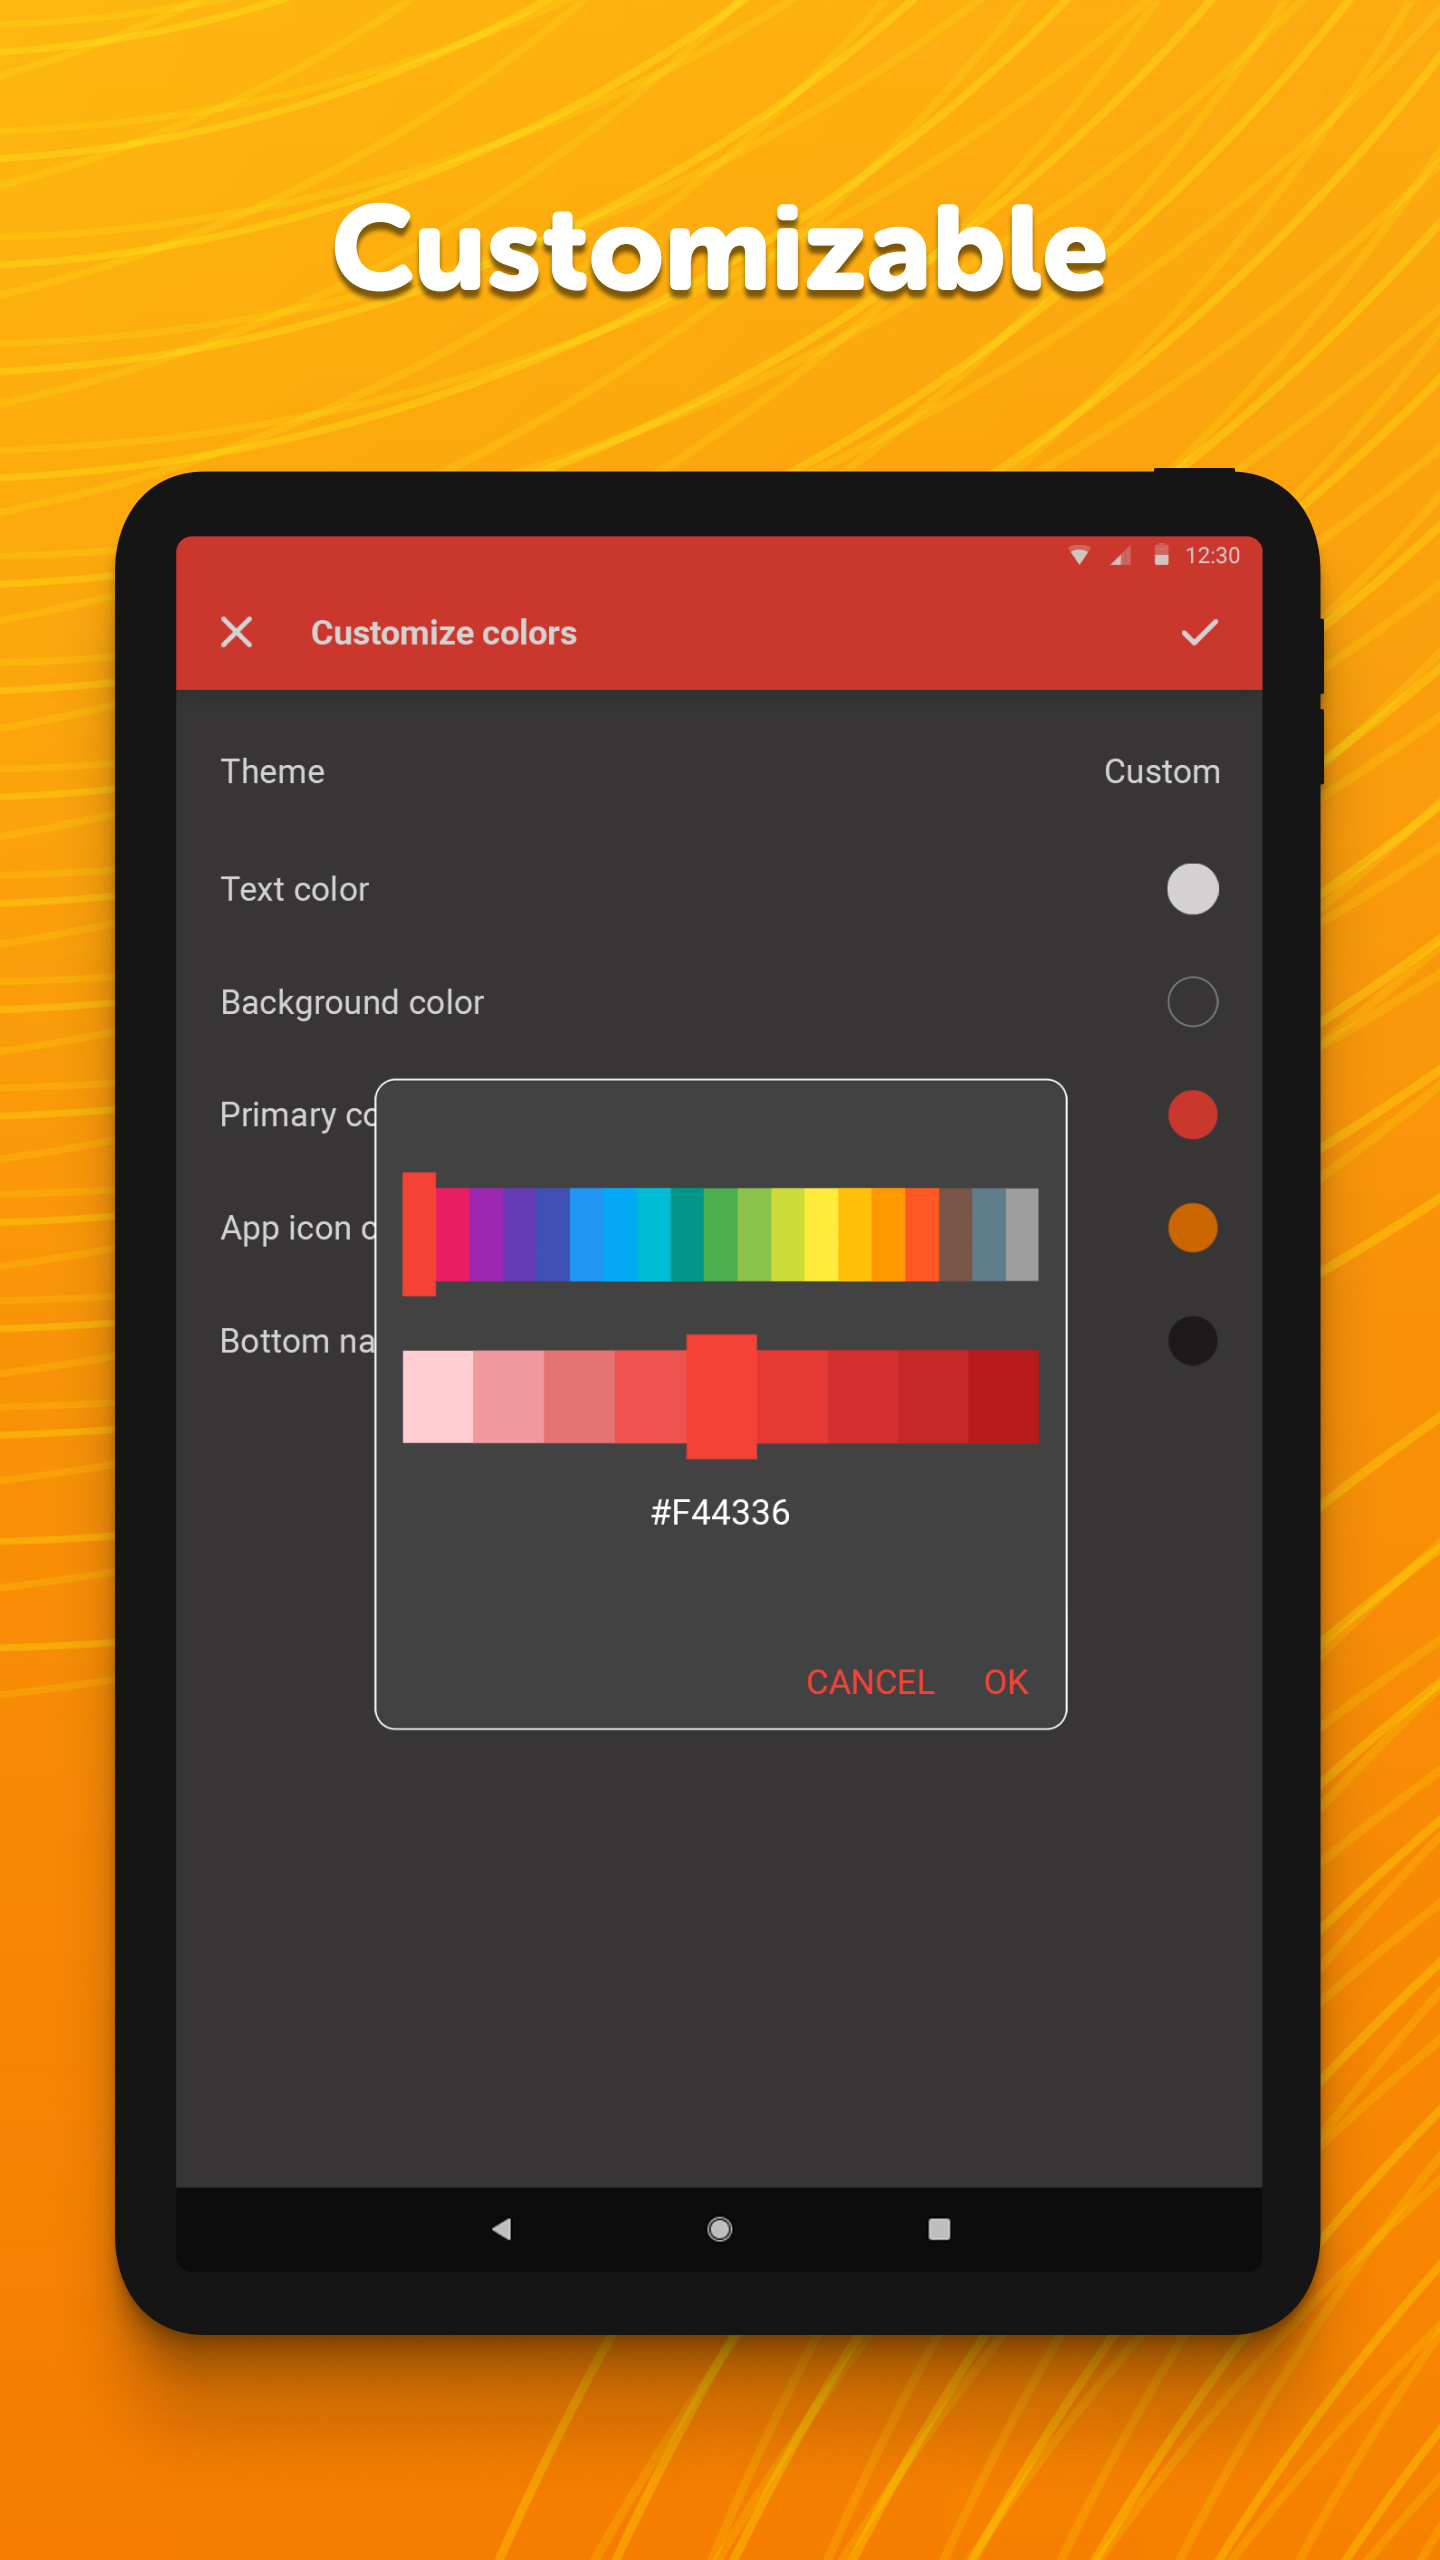 Customizable
12:30
Customize colors
Theme
Custom
Text color
Background color
Primary co
App icon c
Bottom na
#F44336
CANCEL OK